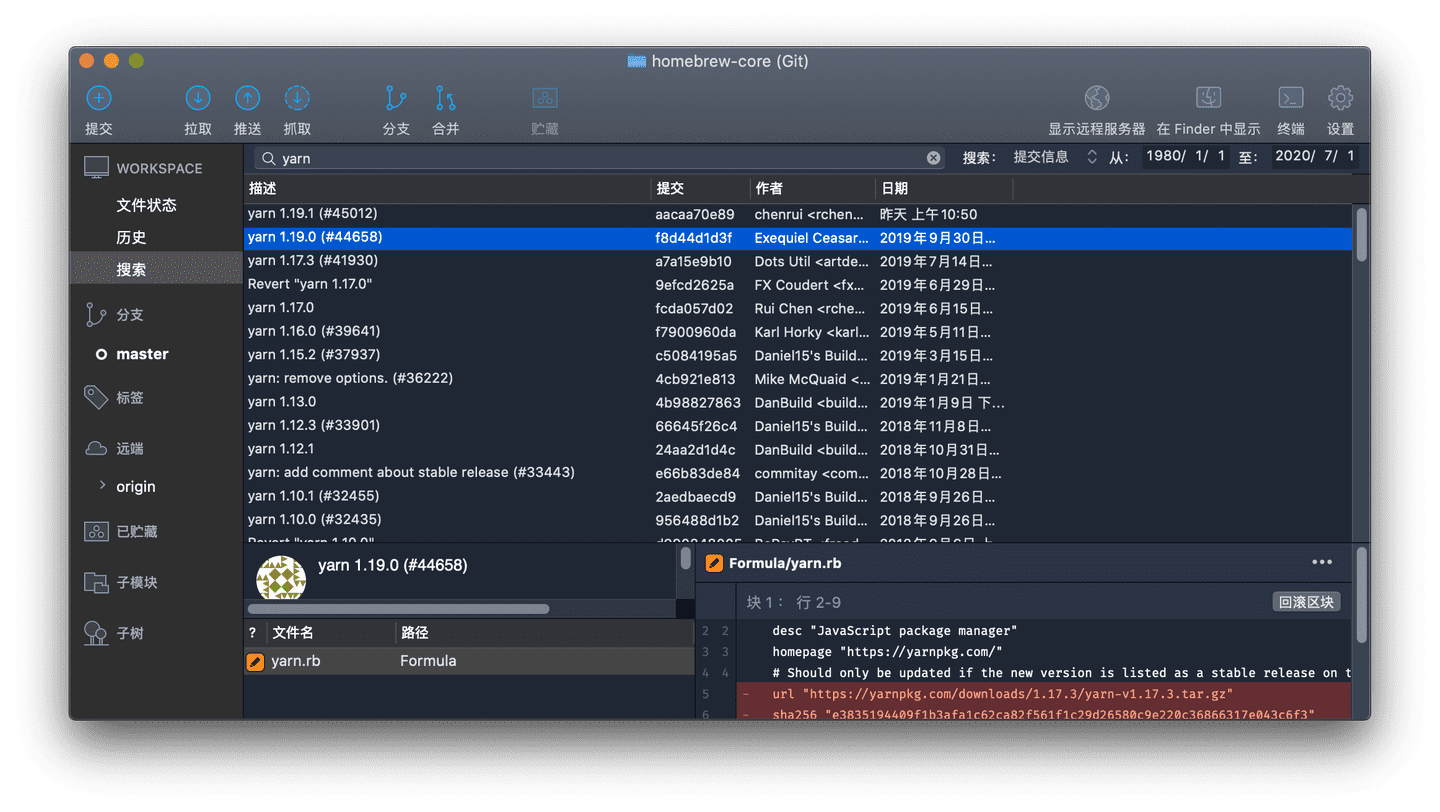 homebrew-core (Git)
提交 拉取 推送 抓取 分支 合并 贮藏 显示远程服务器 在 Finder 中显示 终端 设置
WORKSPACE
文件状态
历史
搜索
分支
master
标签
远端
origin
已贮藏
子模块
子树
yarn 搜索: 提交信息 从: 1980/ 1/ 1 至: 2020/ 7/ 1
描述 提交 作者 日期
yarn 1.19.1 (#45012) aacaa70e89 chenrui <rchen... 昨天 上午10:50
yarn 1.19.0 (#44658) f8d44d1d3f Exequiel Ceasar... 2019年9月30日...
yarn 1.17.3 (#41930) a7a15e9b10 Dots Util <artde... 2019年7月14日...
Revert "yarn 1.17.0" 9efcd2625a FX Coudert <fx... 2019年6月29日...
yarn 1.17.0 fcda057d02 Rui Chen <rche... 2019年6月15日...
yarn 1.16.0 (#39641) f7900960da Karl Horky <karl... 2019年5月11日...
yarn 1.15.2 (#37937) c5084195a5 Daniel15's Build... 2019年3月15日...
yarn: remove options. (#36222) 4cb921e813 Mike McQuaid <... 2019年1月21日...
yarn 1.13.0 4b98827863 DanBuild <build... 2019年1月9日 下...
yarn 1.12.3 (#33901) 66645f26c4 Daniel15's Build... 2018年11月8日...
yarn 1.12.1 24aa2d1d4c DanBuild <build... 2018年10月31日...
yarn: add comment about stable release (#33443) e66b83de84 commitay <com... 2018年10月28日...
yarn 1.10.1 (#32455) 2aedbaecd9 Daniel15's Build... 2018年9月26日...
yarn 1.10.0 (#32435) 956488d1b2 Daniel15's Build... 2018年9月26日...
Revert "yarn 1.10.0"
yarn 1.19.0 (#44658)
? 文件名 路径
yarn.rb Formula
Formula/yarn.rb
块 1： 行 2-9 回滚区块
2 2 desc "JavaScript package manager"
3 3 homepage "https://yarnpkg.com/"
4 4 # Should only be updated if the new version is listed as a stable release on t
5 - url "https://yarnpkg.com/downloads/1.17.3/yarn-v1.17.3.tar.gz"
6 - sha256 "e3835194409f1b3afa1c62ca82f561f1c29d26580c9e220c36866317e043c6f3"